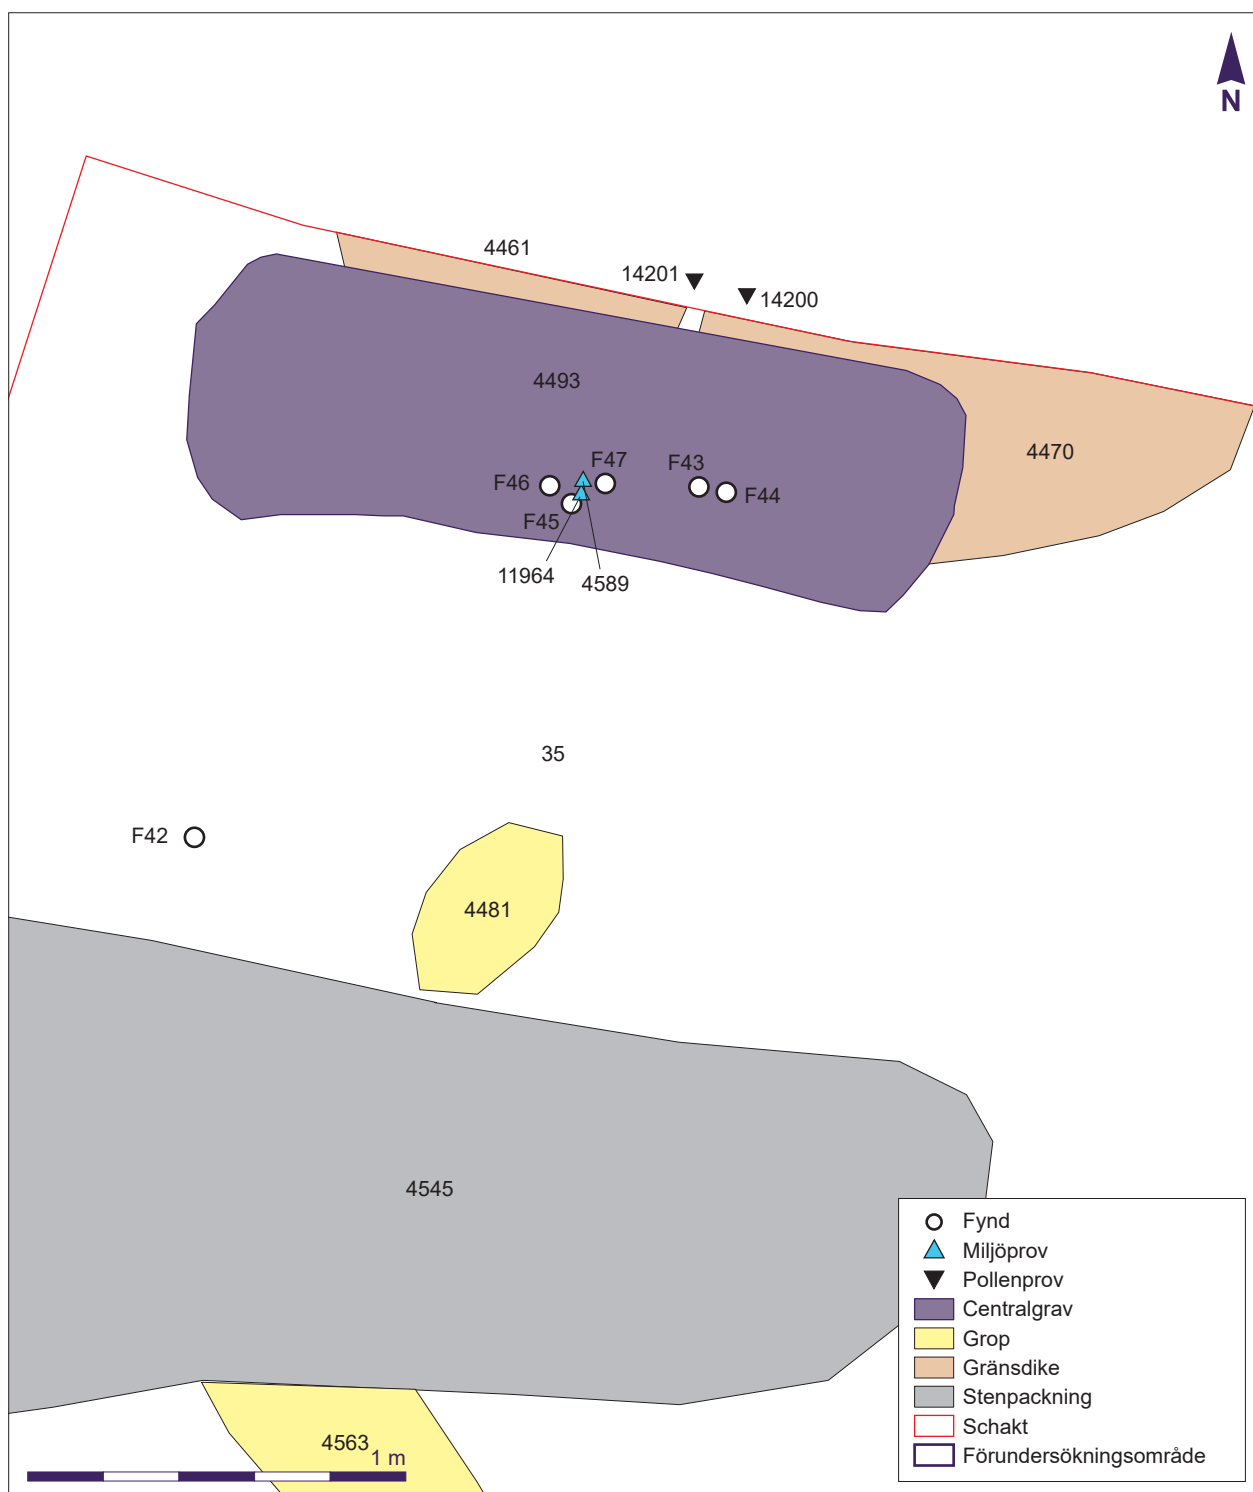 N
4461
14201
14200
4493
4470
F46
F47
F43
F44
F45
11964
4589
35
F42
4481
4545
4563
1 m
Fynd
Miljöprov
Pollenprov
Centralgrav
Grop
Gränsdike
Stenpackning
Schakt
Förundersökningsområde